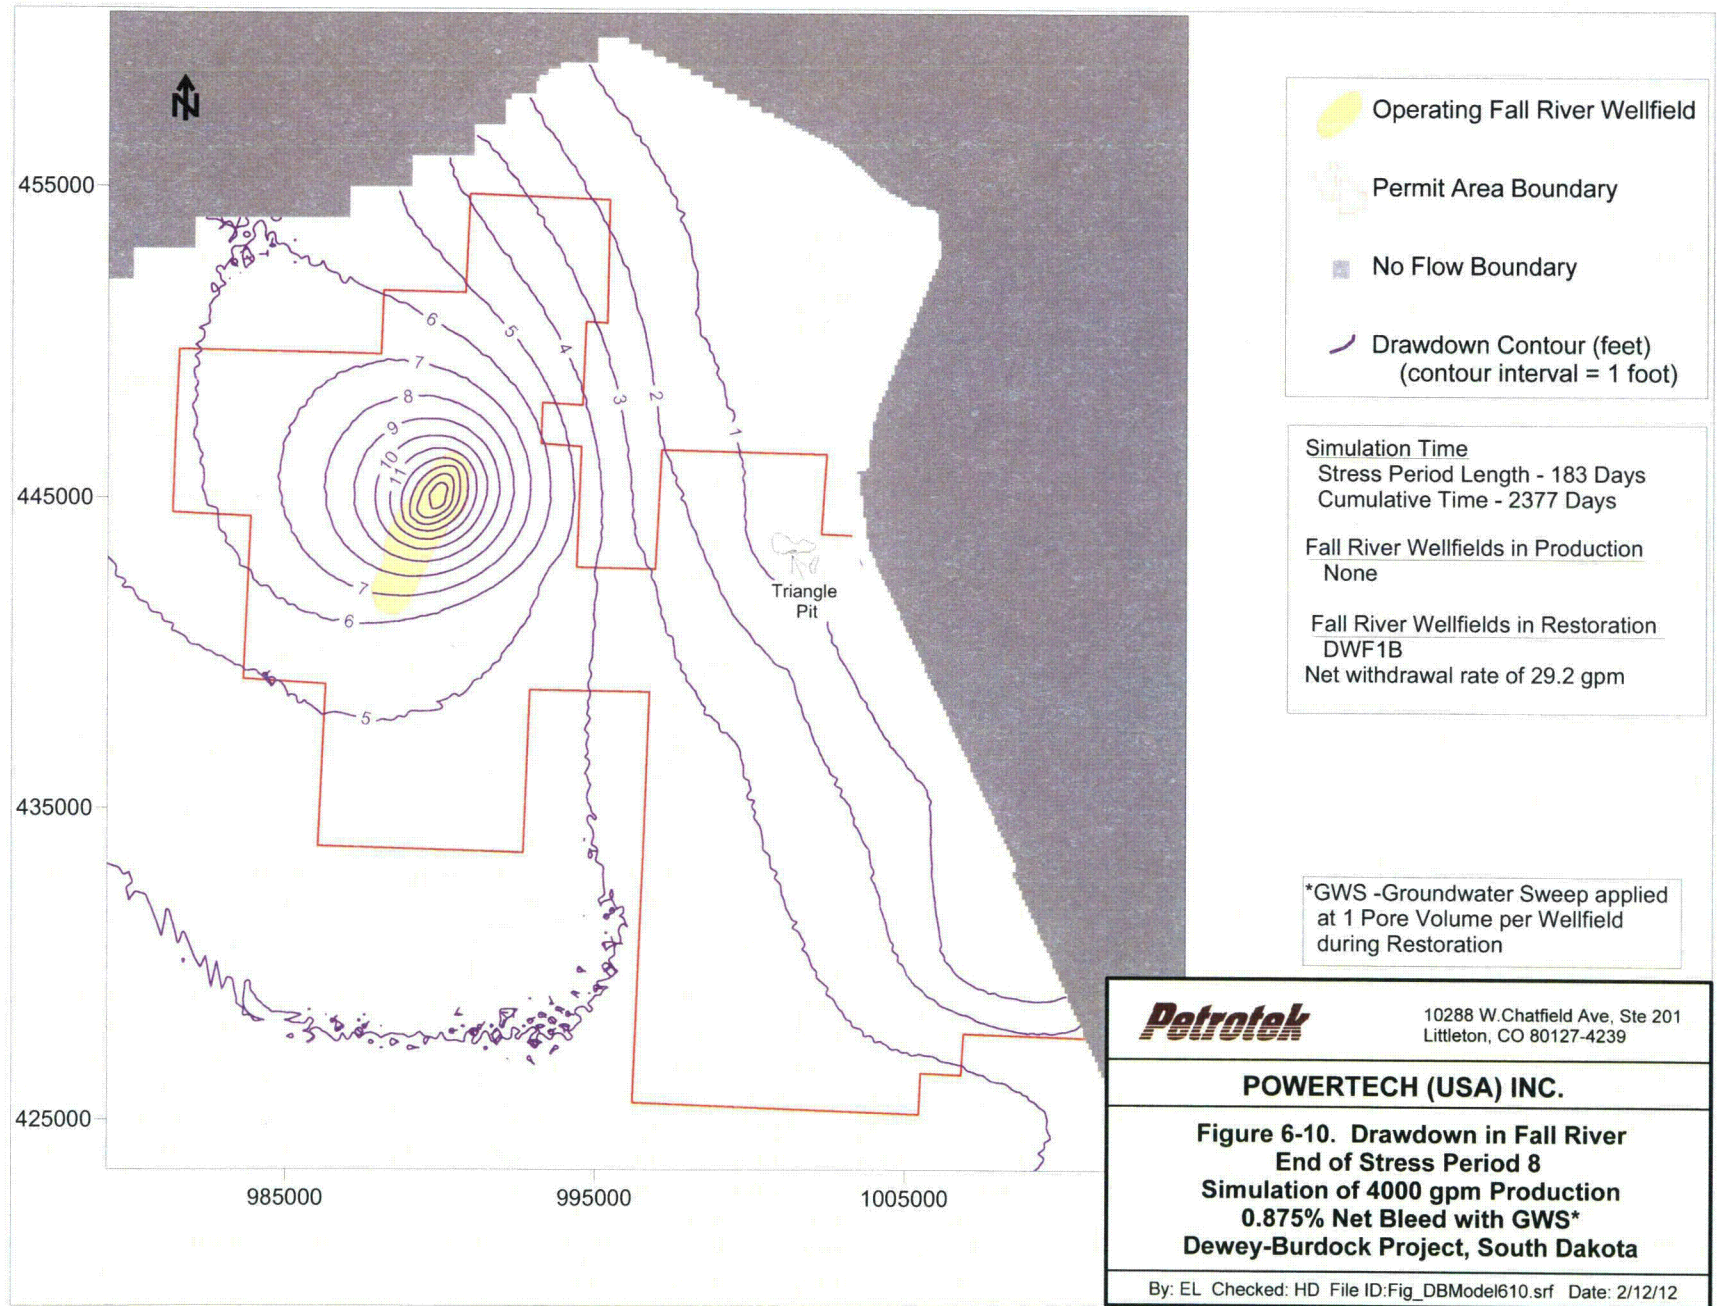 N
455000
445000
435000
425000
985000
995000
1005000
6
5
4
3
2
1
7
8
9
10
11
7
6
5
Triangle
Pit
Operating Fall River Wellfield
Permit Area Boundary
No Flow Boundary
Drawdown Contour (feet)
(contour interval = 1 foot)
Simulation Time
Stress Period Length - 183 Days
Cumulative Time - 2377 Days
Fall River Wellfields in Production
None
Fall River Wellfields in Restoration
DWF1B
Net withdrawal rate of 29.2 gpm
*GWS -Groundwater Sweep applied
at 1 Pore Volume per Wellfield
during Restoration
Petrotek
10288 W.Chatfield Ave, Ste 201
Littleton, CO 80127-4239
POWERTECH (USA) INC.
Figure 6-10. Drawdown in Fall River
End of Stress Period 8
Simulation of 4000 gpm Production
0.875% Net Bleed with GWS*
Dewey-Burdock Project, South Dakota
By: EL Checked: HD File ID:Fig_DBModel610.srf Date: 2/12/12